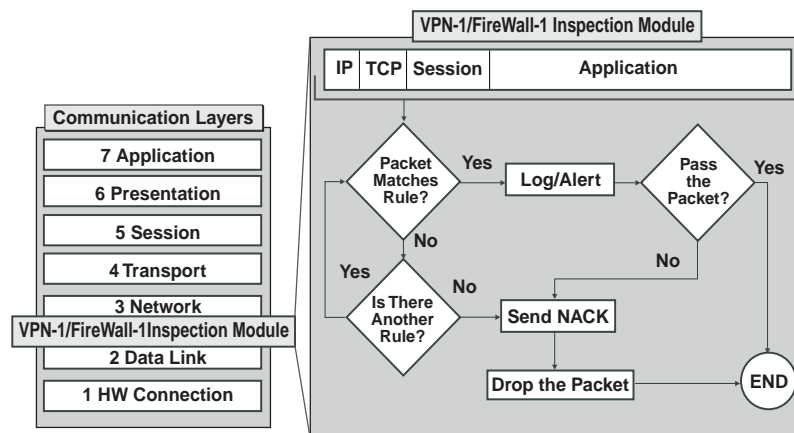 VPN-1/FireWall-1 Inspection Module
IP TCP Session Application
Communication Layers
7 Application
6 Presentation
5 Session
4 Transport
3 Network
VPN-1/FireWall-1Inspection Module
2 Data Link
1 HW Connection
Packet
Matches
Rule?
Yes
Log/Alert
Pass
the
Packet?
Yes
No
No
Yes
Is There
Another
Rule?
No
Send NACK
Drop the Packet
END